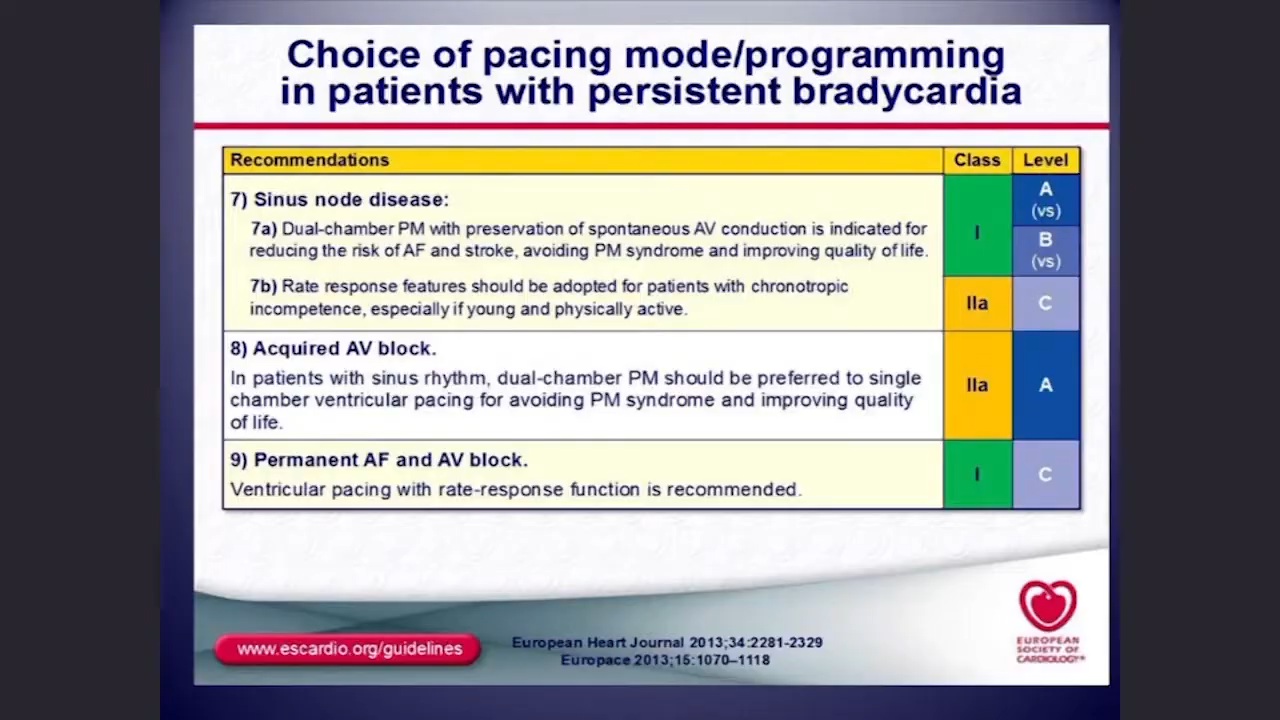 Choice of pacing mode/programming
in patients with persistent bradycardia
Recommendations Class Level
7) Sinus node disease:
7a) Dual-chamber PM with preservation of spontaneous AV conduction is indicated for
reducing the risk of AF and stroke, avoiding PM syndrome and improving quality of life.
I
A
(vs)
B
(vs)
7b) Rate response features should be adopted for patients with chronotropic
incompetence, especially if young and physically active.
IIa
C
8) Acquired AV block.
In patients with sinus rhythm, dual-chamber PM should be preferred to single
chamber ventricular pacing for avoiding PM syndrome and improving quality
of life.
IIa
A
9) Permanent AF and AV block.
Ventricular pacing with rate-response function is recommended.
I
C
www.escardio.org/guidelines
European Heart Journal 2013;34:2281-2329
Europace 2013;15:1070–1118
EUROPEAN
SOCIETY OF
CARDIOLOGY®